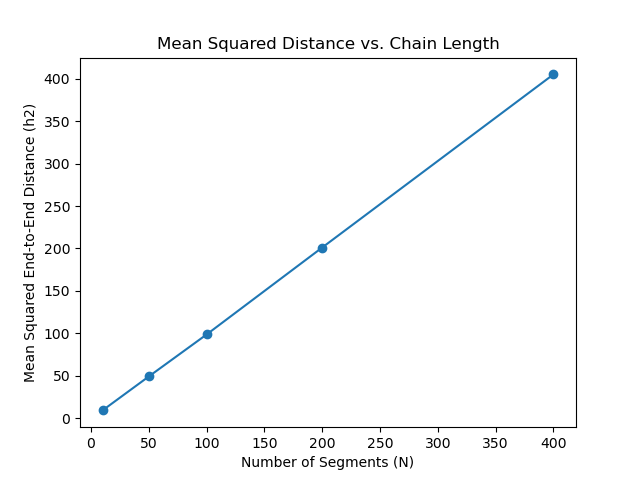 Mean Squared Distance vs. Chain Length
400
350
300
250
200
150
100
50
0
Mean Squared End-to-End Distance (h2)
0 50 100 150 200 250 300 350 400
Number of Segments (N)